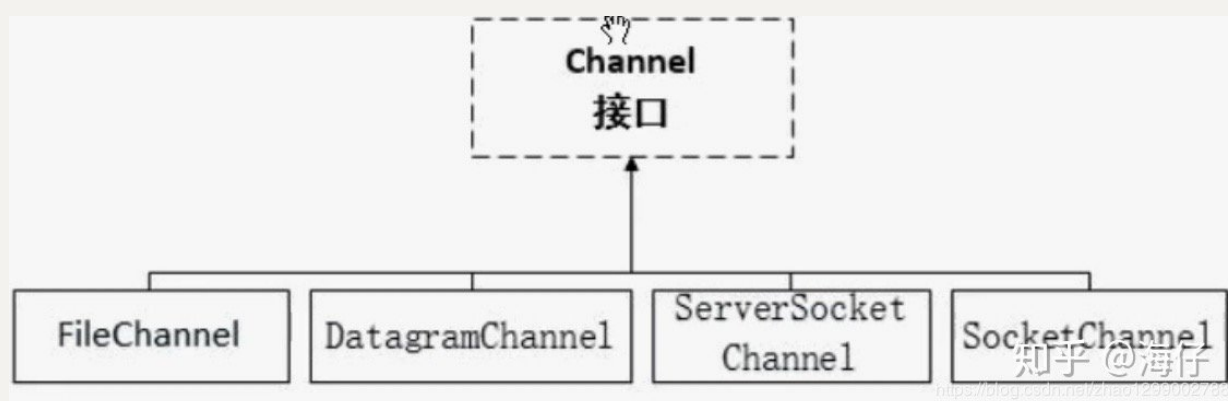 Channel
接口
FileChannel
DatagramChannel
ServerSocket
Channel
SocketChannel
知乎 @海仔